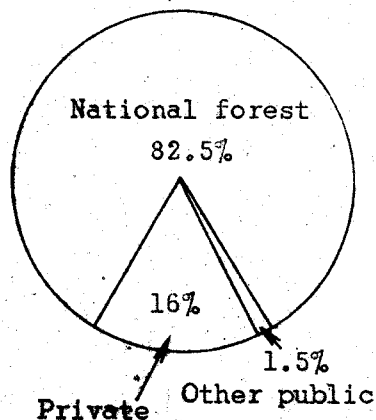 National forest
82.5%
16%
1.5%
Other public
Private